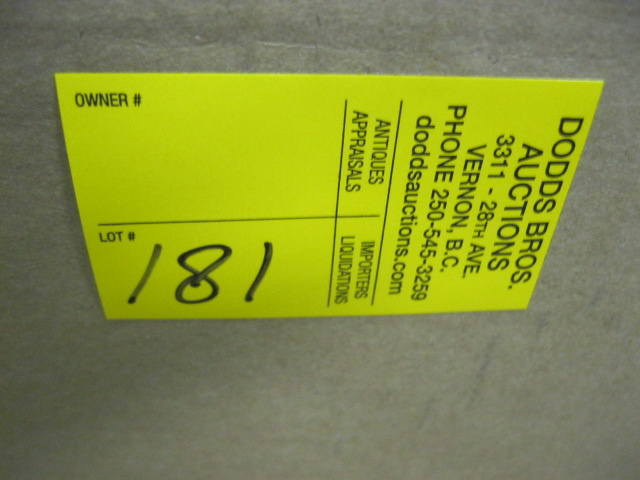 DODDS BROS.
AUCTIONS
3311 - 28TH AVE.
VERNON, B.C.
PHONE 250-545-3259
doddsauctions.com
ANTIQUES
APPRAISALS
IMPORTERS
LIQUIDATIONS
OWNER #
LOT #
181